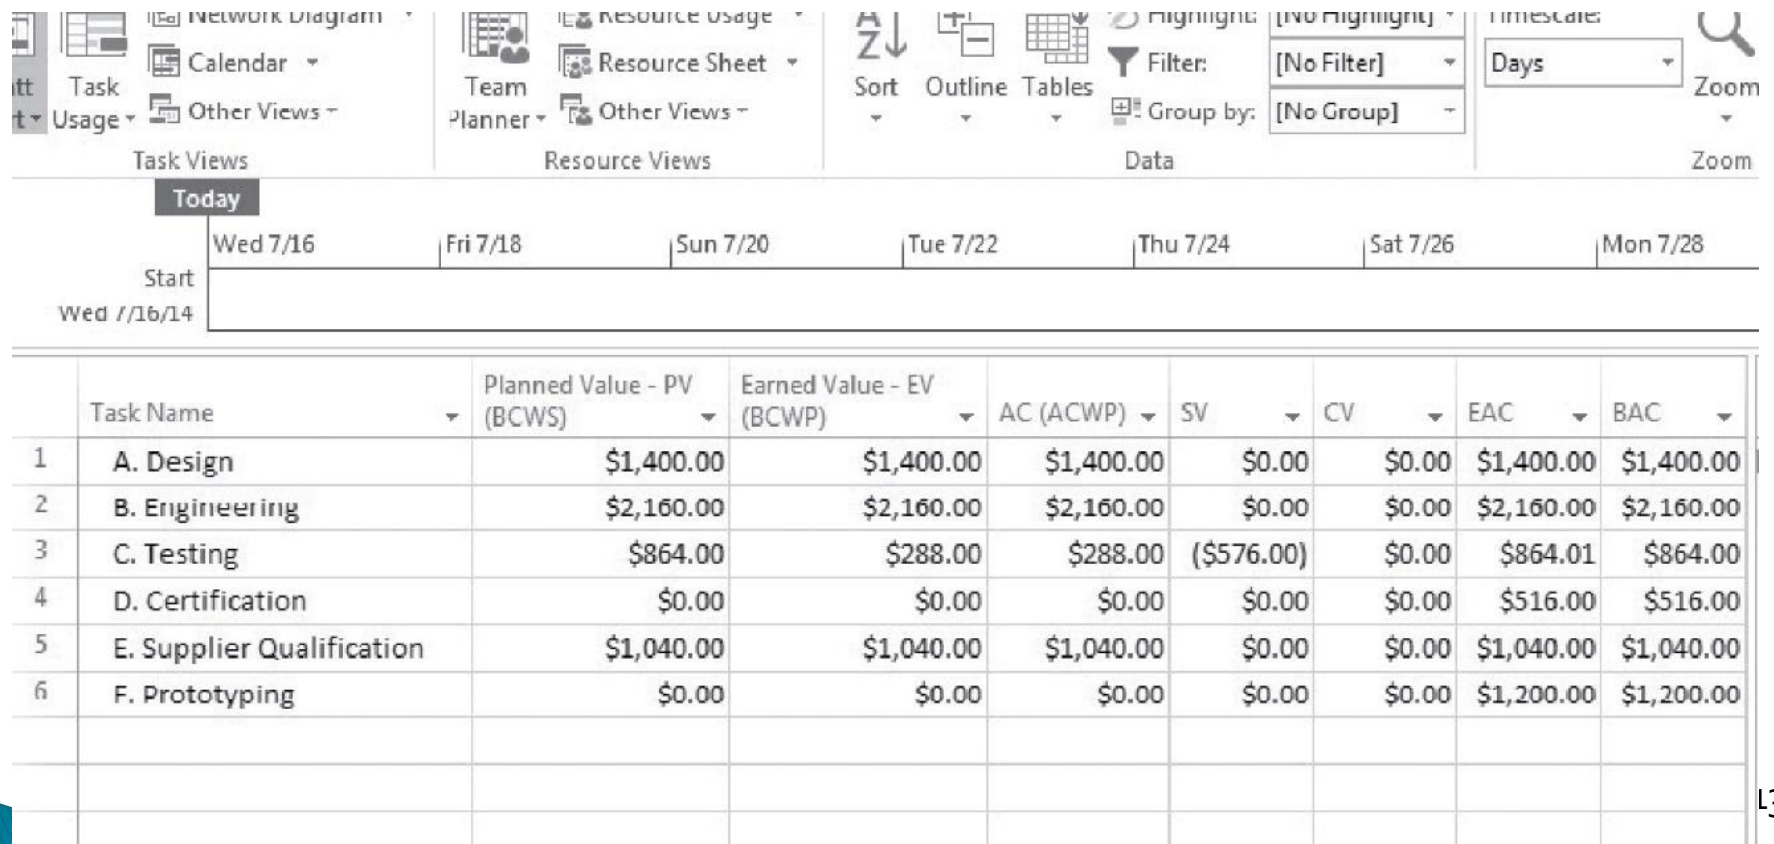 Network Diagram
Resource Usage
Highlight: [No Highlight]
Timescale:
Calendar
Resource Sheet
Filter: [No Filter]
Days
Task Usage
Other Views
Team Planner
Other Views
Sort
Outline
Tables
Group by: [No Group]
Zoom
Task Views
Resource Views
Data
Zoom
Today
Wed 7/16 Fri 7/18 Sun 7/20 Tue 7/22 Thu 7/24 Sat 7/26 Mon 7/28
Start
Wed 7/16/14
Task Name Planned Value - PV (BCWS) Earned Value - EV (BCWP) AC (ACWP) SV CV EAC BAC
1 A. Design $1,400.00 $1,400.00 $1,400.00 $0.00 $0.00 $1,400.00 $1,400.00
2 B. Engineering $2,160.00 $2,160.00 $2,160.00 $0.00 $0.00 $2,160.00 $2,160.00
3 C. Testing $864.00 $288.00 $288.00 ($576.00) $0.00 $864.01 $864.00
4 D. Certification $0.00 $0.00 $0.00 $0.00 $0.00 $516.00 $516.00
5 E. Supplier Qualification $1,040.00 $1,040.00 $1,040.00 $0.00 $0.00 $1,040.00 $1,040.00
6 F. Prototyping $0.00 $0.00 $0.00 $0.00 $0.00 $1,200.00 $1,200.00